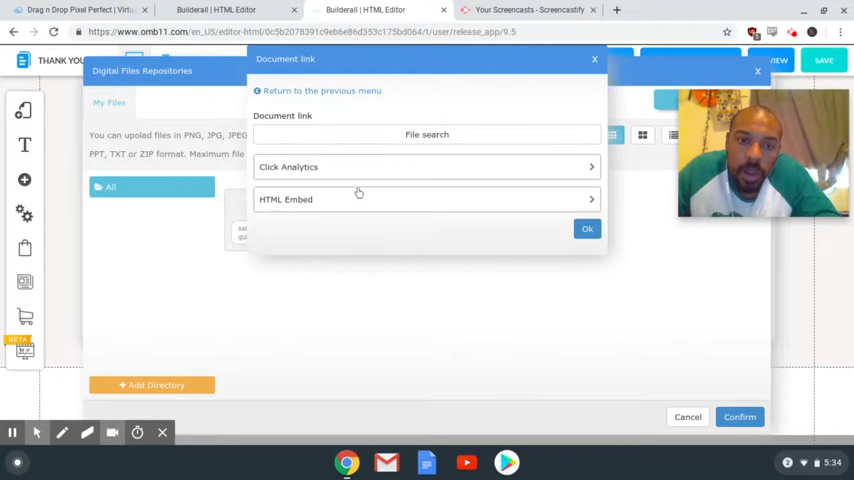 Drag n Drop Pixel Perfect | Virtu
Builderall | HTML Editor
Builderall | HTML Editor
Your Screencasts - Screencastify
https://www.omb11.com/en_US/editor-html/0c5b2078391c9eb6e86d353c175bd064/t/user/release_app/9.5
THANK YOU
VIEW
SAVE
Digital Files Repositories
X
Document link
X
Return to the previous menu
My Files
Document link
File search
You can upolad files in PNG, JPG, JPEG
PPT, TXT or ZIP format. Maximum file
Click Analytics
All
HTML Embed
sal
Ok
BETA
+ Add Directory
Cancel
Confirm
2
5:34